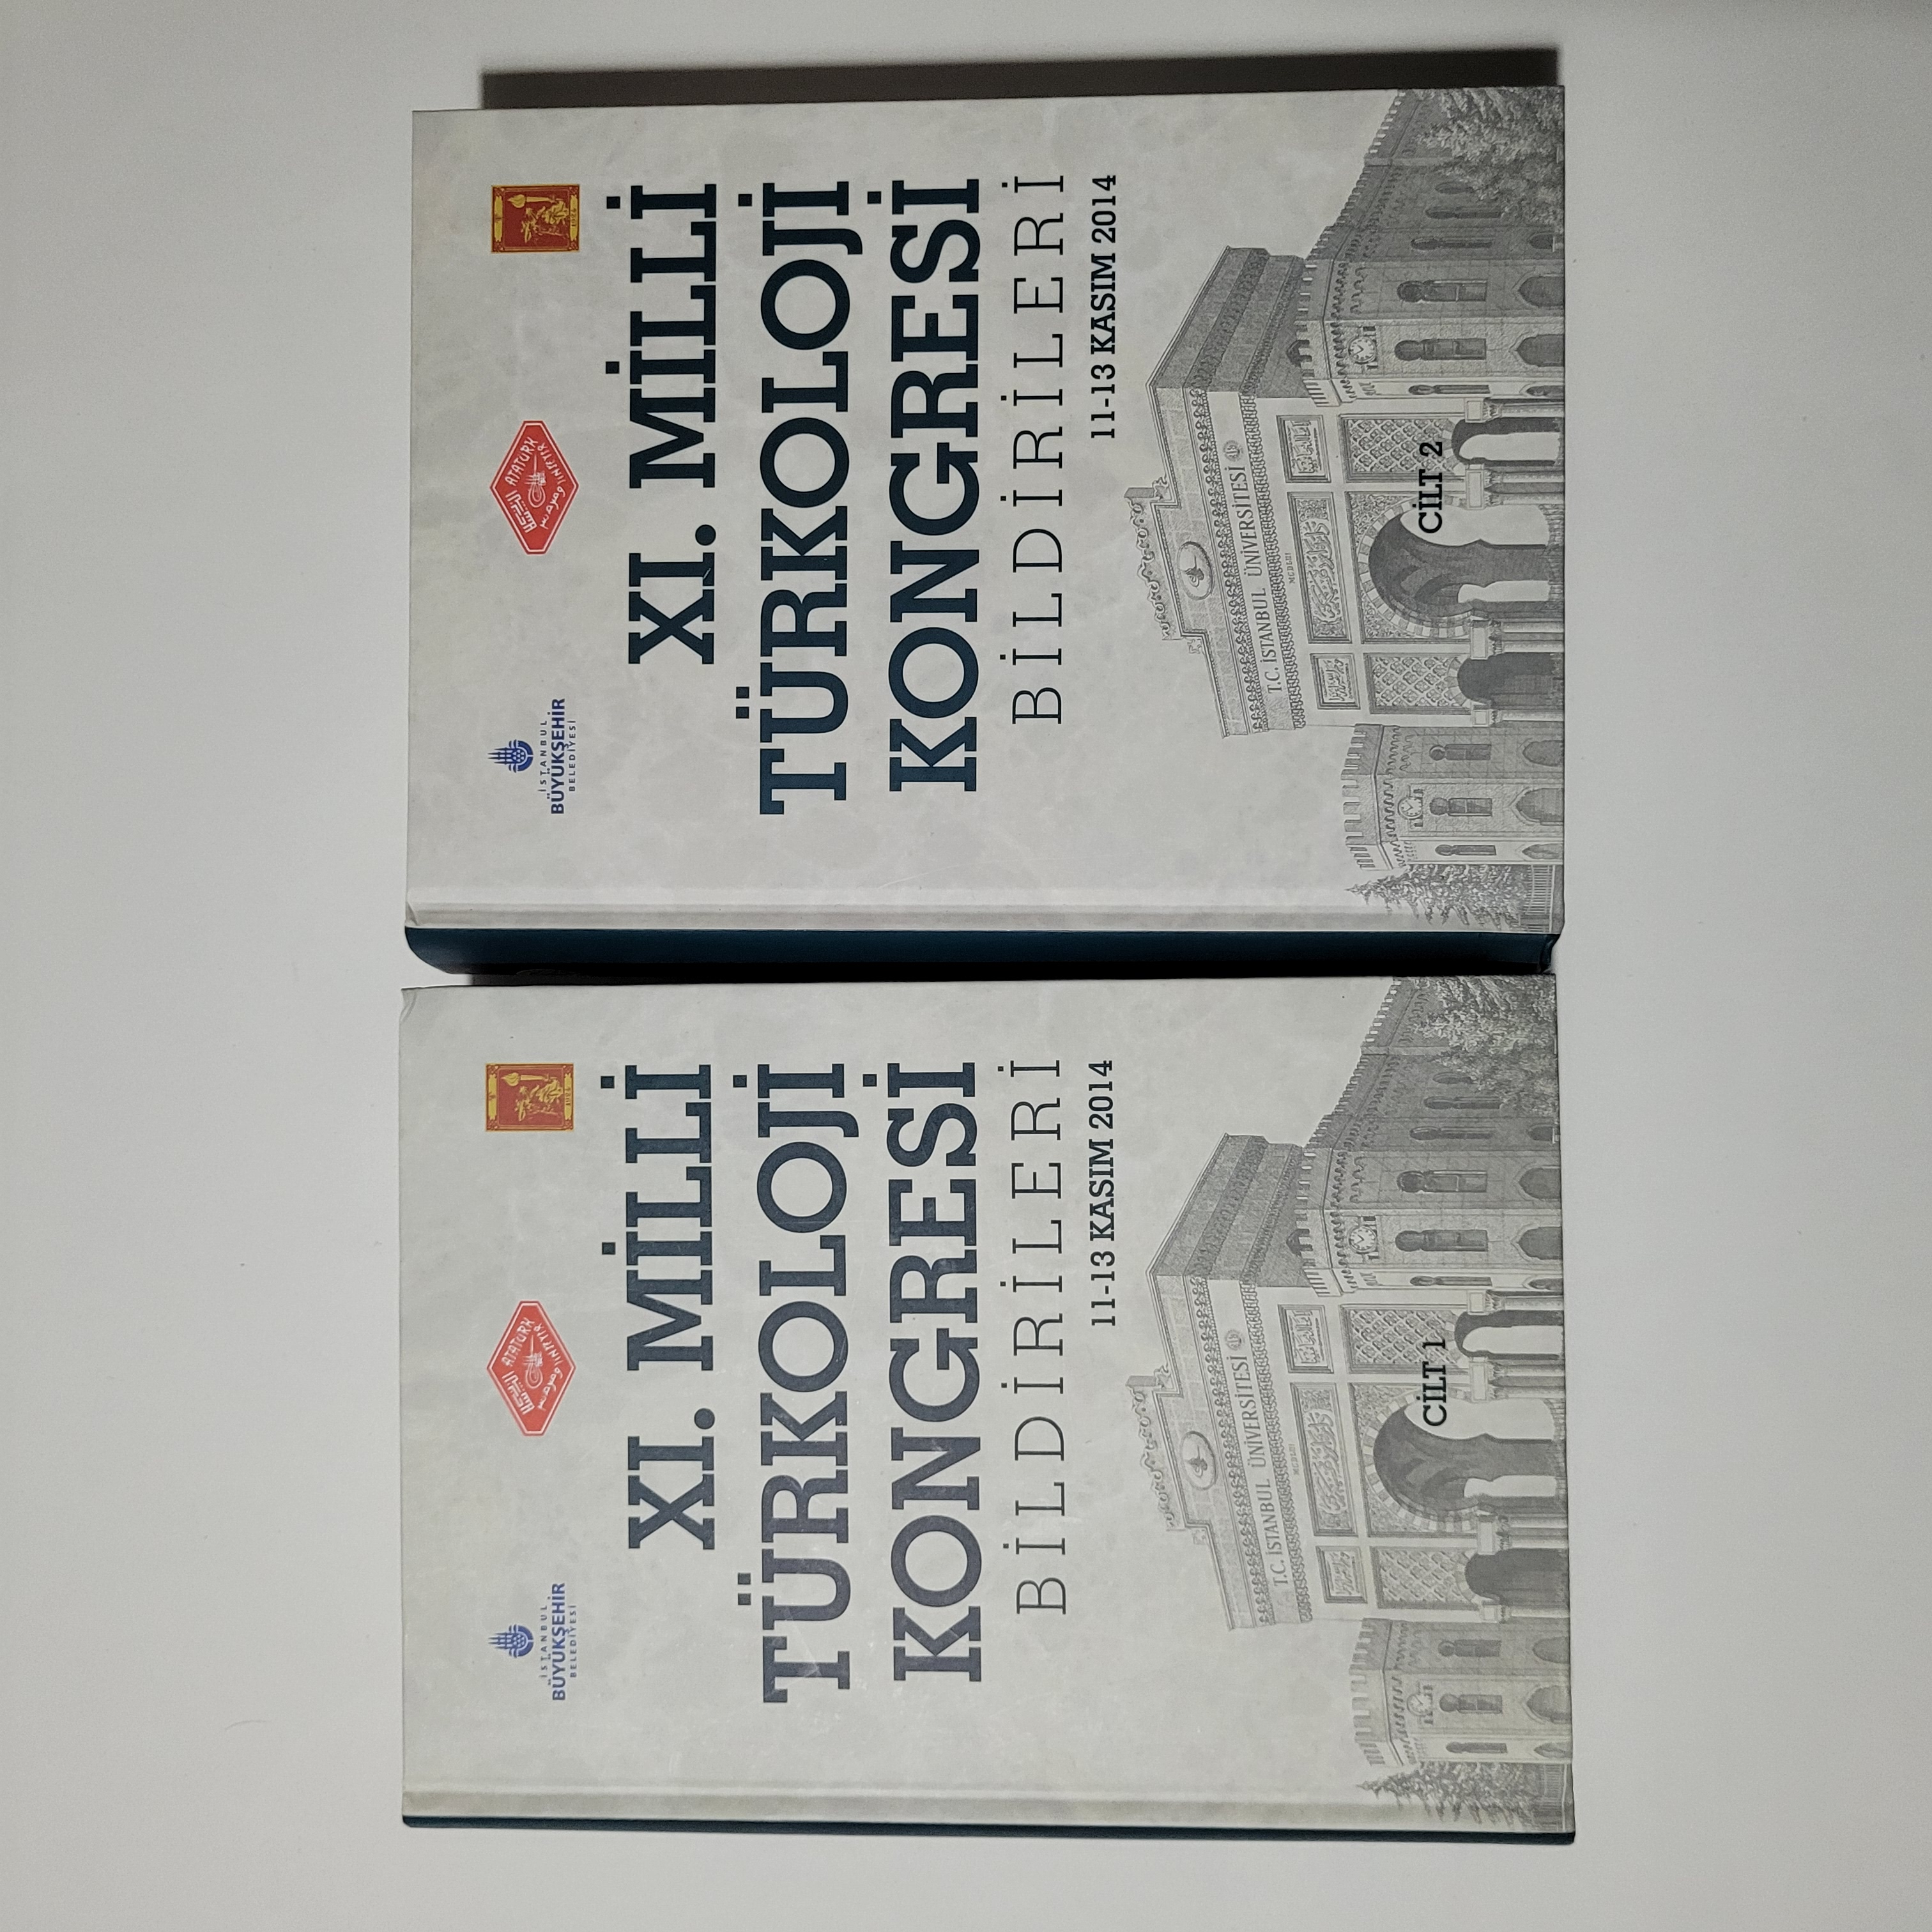 İSTANBUL
BÜYÜKŞEHİR
BELEDİYESİ
ATATÜRK
XI. MİLLİ
TÜRKOLOJİ
KONGRESİ
BİLDİRİLERİ
11-13 KASIM 2014
T.C. İSTANBUL ÜNİVERSİTESİ
CİLT 1
İSTANBUL
BÜYÜKŞEHİR
BELEDİYESİ
ATATÜRK
XI. MİLLİ
TÜRKOLOJİ
KONGRESİ
BİLDİRİLERİ
11-13 KASIM 2014
T.C. İSTANBUL ÜNİVERSİTESİ
CİLT 2